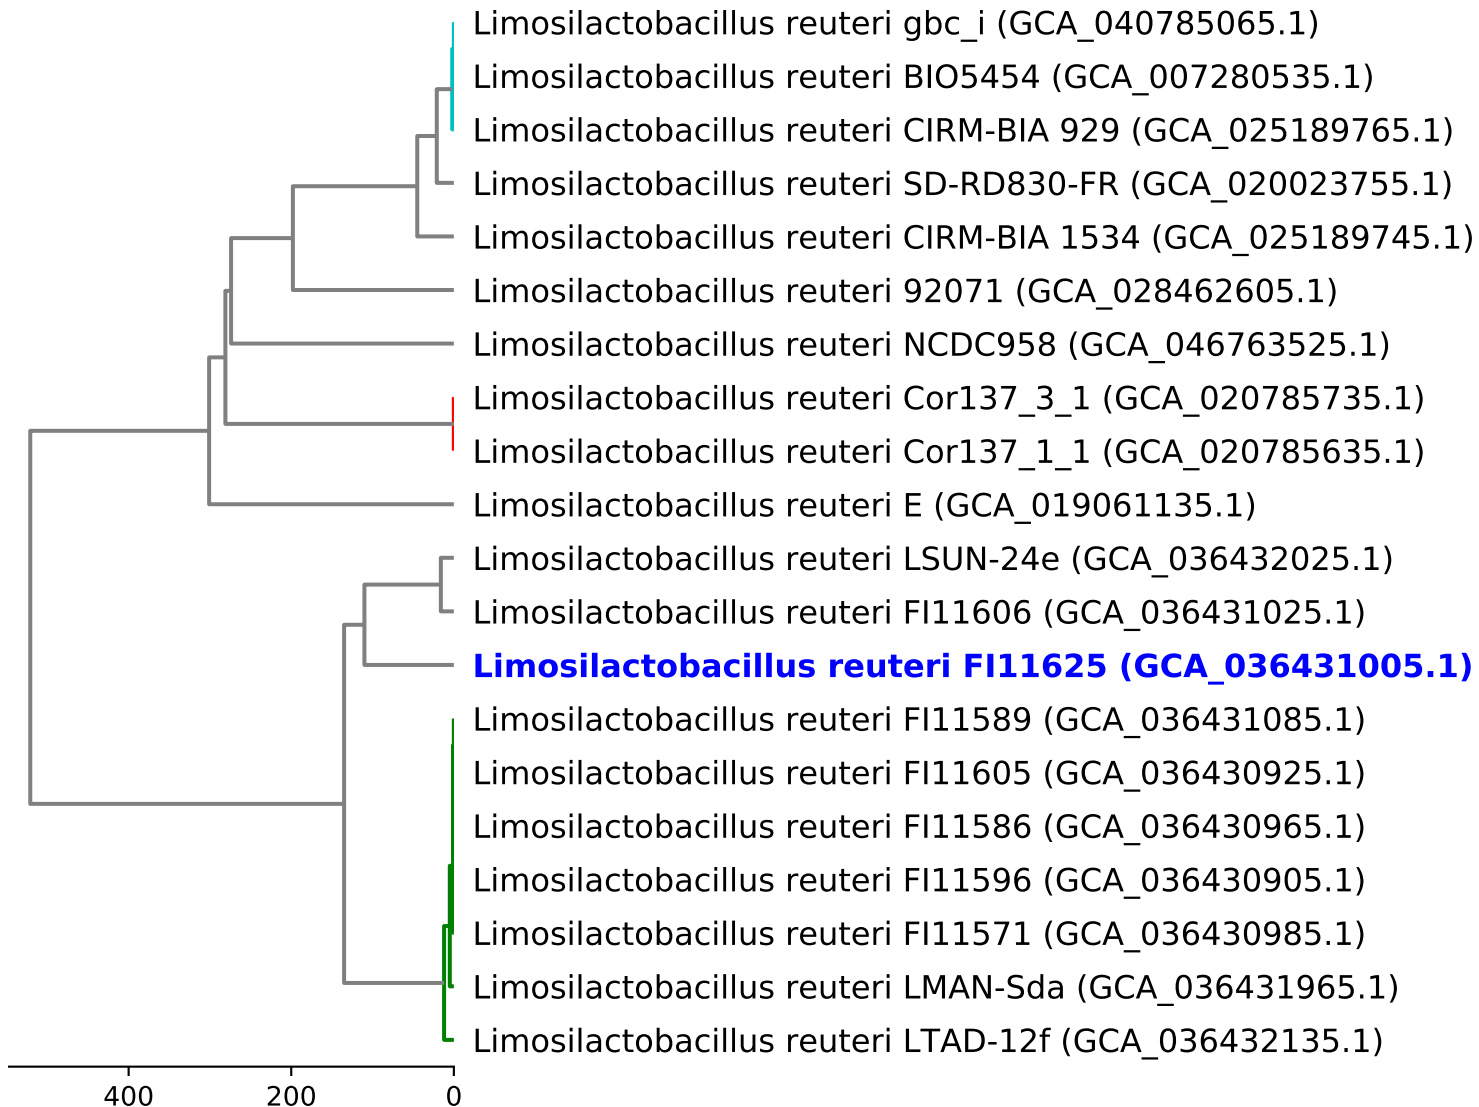 Limosilactobacillus reuteri gbc_i (GCA_040785065.1)
Limosilactobacillus reuteri BIO5454 (GCA_007280535.1)
Limosilactobacillus reuteri CIRM-BIA 929 (GCA_025189765.1)
Limosilactobacillus reuteri SD-RD830-FR (GCA_020023755.1)
Limosilactobacillus reuteri CIRM-BIA 1534 (GCA_025189745.1)
Limosilactobacillus reuteri 92071 (GCA_028462605.1)
Limosilactobacillus reuteri NCDC958 (GCA_046763525.1)
Limosilactobacillus reuteri Cor137_3_1 (GCA_020785735.1)
Limosilactobacillus reuteri Cor137_1_1 (GCA_020785635.1)
Limosilactobacillus reuteri E (GCA_019061135.1)
Limosilactobacillus reuteri LSUN-24e (GCA_036432025.1)
Limosilactobacillus reuteri FI11606 (GCA_036431025.1)
Limosilactobacillus reuteri FI11625 (GCA_036431005.1)
Limosilactobacillus reuteri FI11589 (GCA_036431085.1)
Limosilactobacillus reuteri FI11605 (GCA_036430925.1)
Limosilactobacillus reuteri FI11586 (GCA_036430965.1)
Limosilactobacillus reuteri FI11596 (GCA_036430905.1)
Limosilactobacillus reuteri FI11571 (GCA_036430985.1)
Limosilactobacillus reuteri LMAN-Sda (GCA_036431965.1)
Limosilactobacillus reuteri LTAD-12f (GCA_036432135.1)
400 200 0